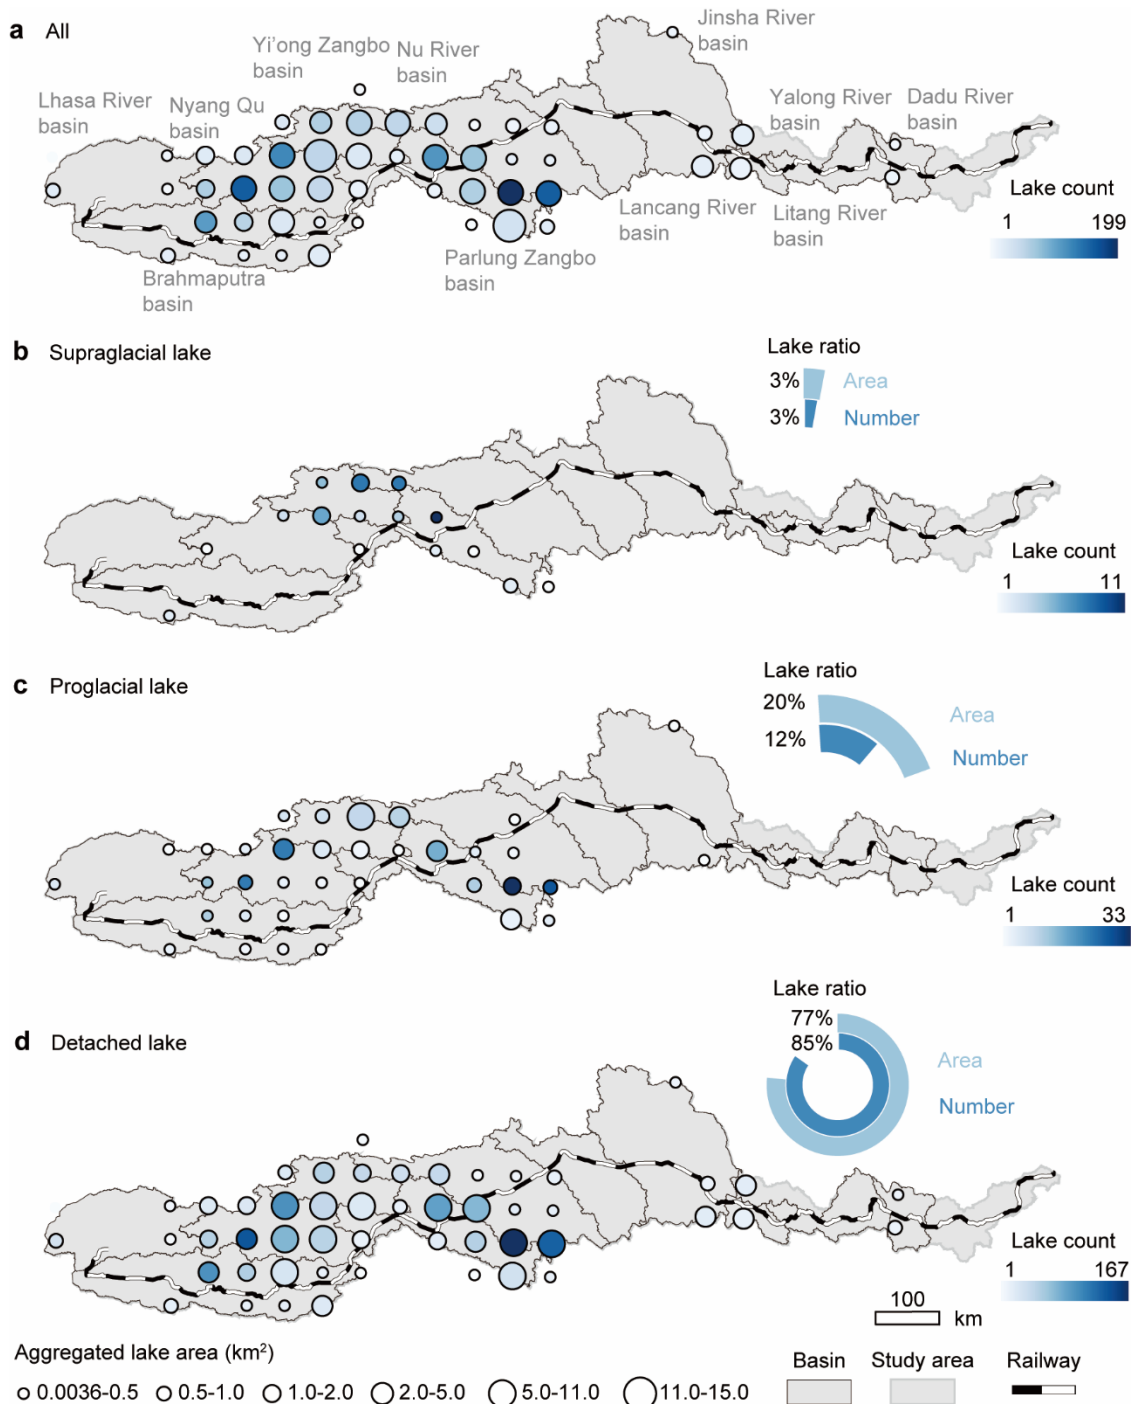 a All
Jinsha River
basin
Yi'ong Zangbo
basin
Nu River
basin
Lhasa River
basin
Nyang Qu
basin
Yalong River
basin
Dadu River
basin
Lancang River
basin
Litang River
basin
Parlung Zangbo
basin
Brahmaputra
basin
Lake count
1 199
b Supraglacial lake
Lake ratio
3% Area
3% Number
Lake count
1 11
c Proglacial lake
Lake ratio
20% Area
12% Number
Lake count
1 33
d Detached lake
Lake ratio
77%
85%
Area
Number
Lake count
1 167
100
km
Aggregated lake area (km²)
0.0036-0.5 0.5-1.0 1.0-2.0 2.0-5.0 5.0-11.0 11.0-15.0
Basin Study area Railway